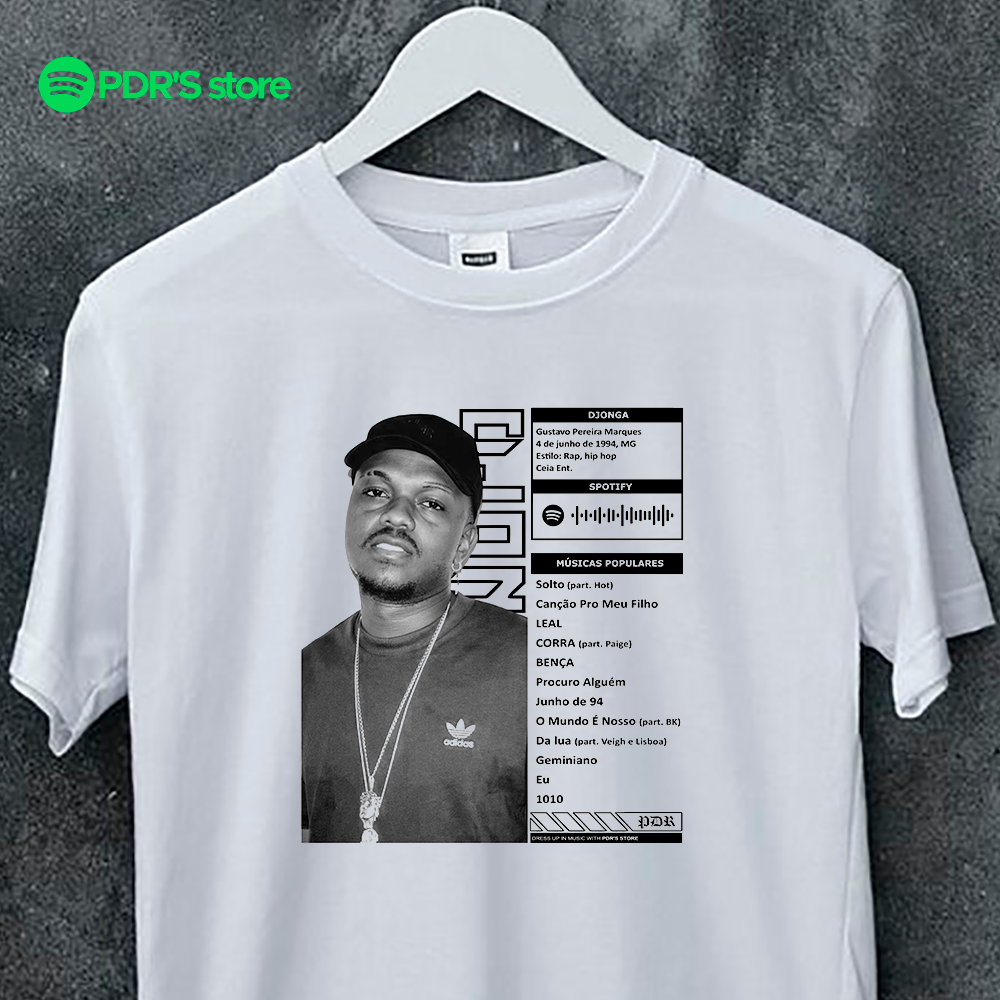 PDR'S store
DJONGA
Gustavo Pereira Marques
4 de junho de 1994, MG
Estilo: Rap, hip hop
Ceia Ent.
SPOTIFY
MÚSICAS POPULARES
Solto (part. Hot)
Canção Pro Meu Filho
LEAL
CORRA (part. Paige)
BENÇA
Procuro Alguém
Junho de 94
O Mundo É Nosso (part. BK)
Da lua (part. Veigh e Lisboa)
Geminiano
Eu
1010
adidas
PDR
DRESS UP IN MUSIC WITH PDR'S STORE